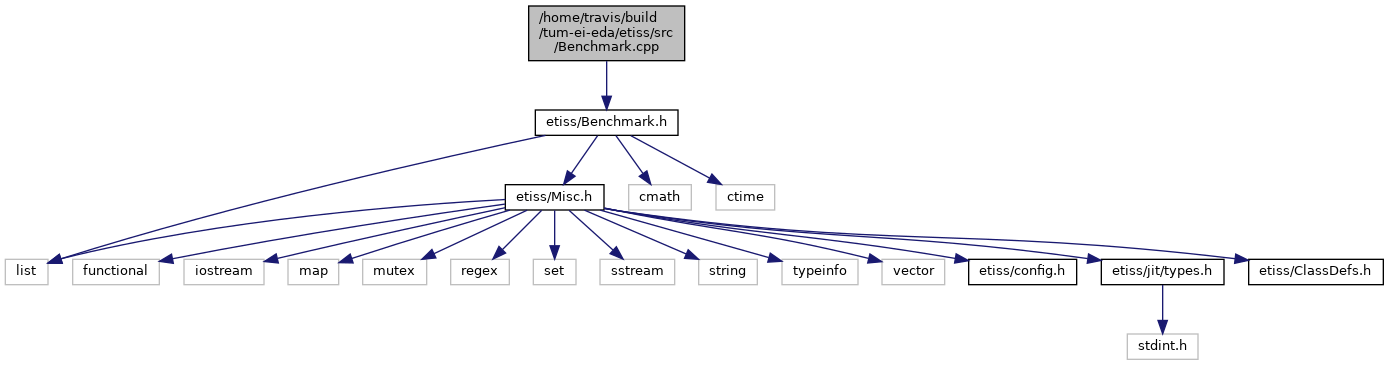 /home/travis/build
/tum-ei-eda/etiss/src
/Benchmark.cpp
etiss/Benchmark.h
etiss/Misc.h
cmath
ctime
list
functional
iostream
map
mutex
regex
set
sstream
string
typeinfo
vector
etiss/config.h
etiss/jit/types.h
etiss/ClassDefs.h
stdint.h